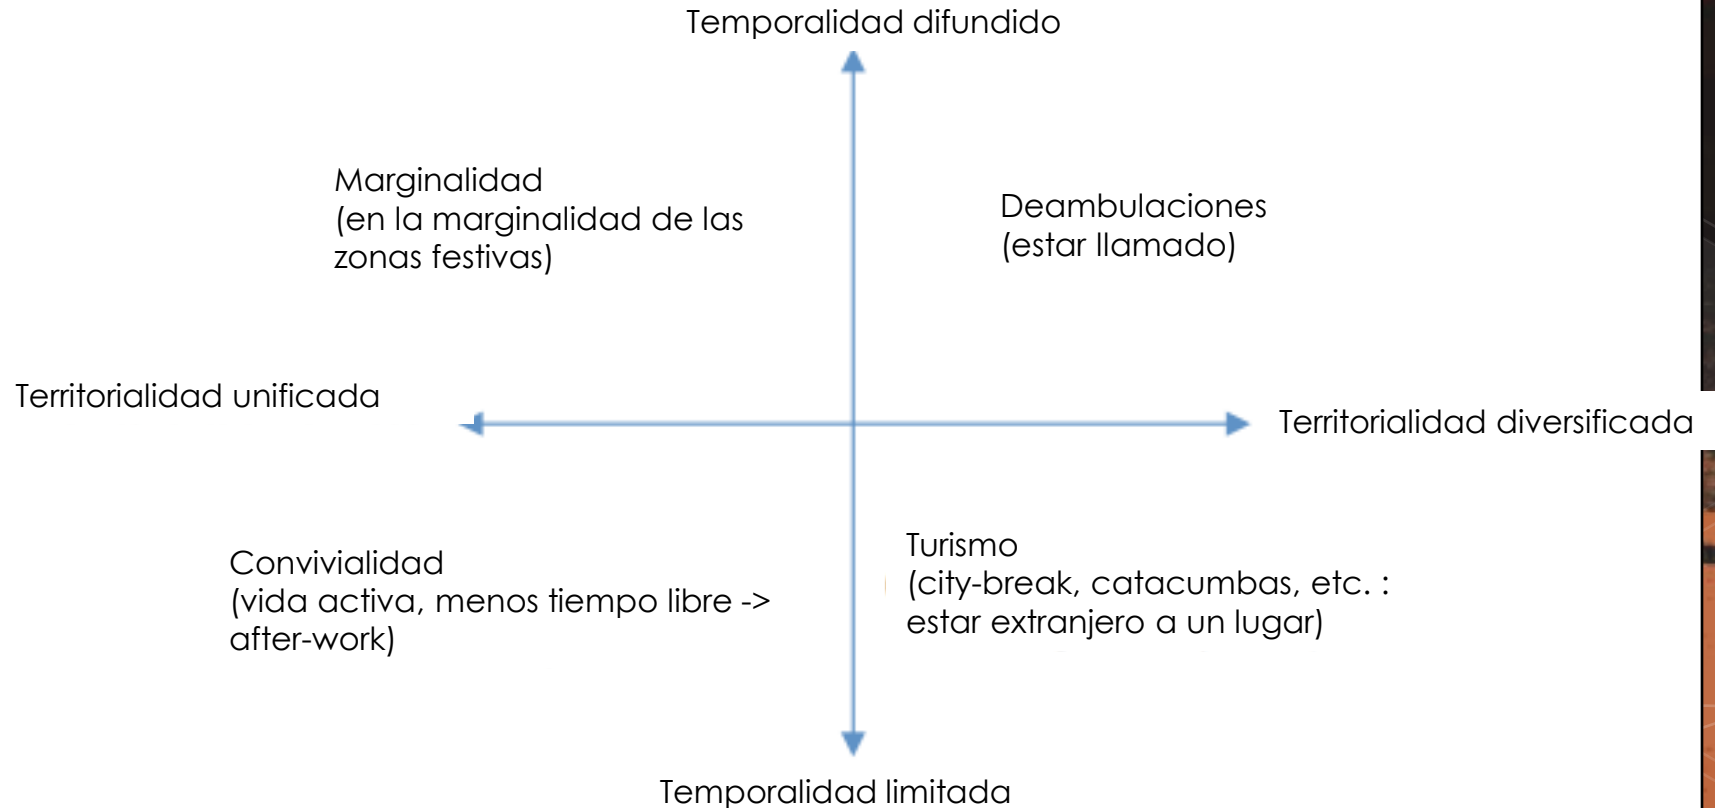 Temporalidad difundido
Marginalidad
(en la marginalidad de las
zonas festivas)
Deambulaciones
(estar llamado)
Territorialidad unificada
Territorialidad diversificada
Convivialidad
(vida activa, menos tiempo libre ->
after-work)
Turismo
(city-break, catacumbas, etc. :
estar extranjero a un lugar)
Temporalidad limitada